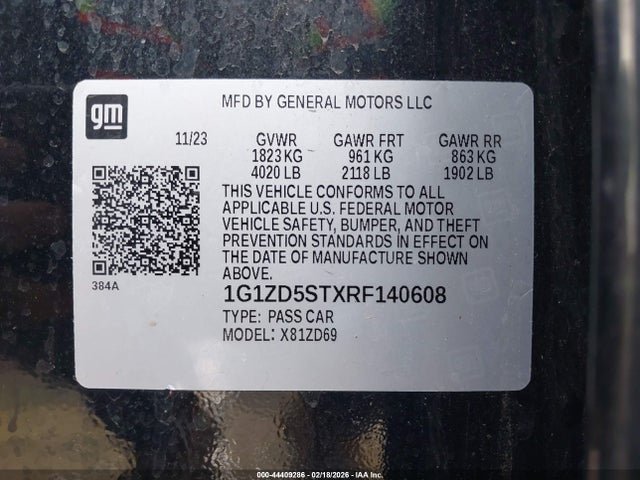 gm
MFD BY GENERAL MOTORS LLC
11/23 GVWR GAWR FRT GAWR RR
1823 KG 961 KG 863 KG
4020 LB 2118 LB 1902 LB
THIS VEHICLE CONFORMS TO ALL
APPLICABLE U.S. FEDERAL MOTOR
VEHICLE SAFETY, BUMPER, AND THEFT
PREVENTION STANDARDS IN EFFECT ON
THE DATE OF MANUFACTURE SHOWN
ABOVE.
384A
1G1ZD5STXRF140608
TYPE: PASS CAR
MODEL: X81ZD69
000-44409286 - 02/18/2026 - IAA Inc.